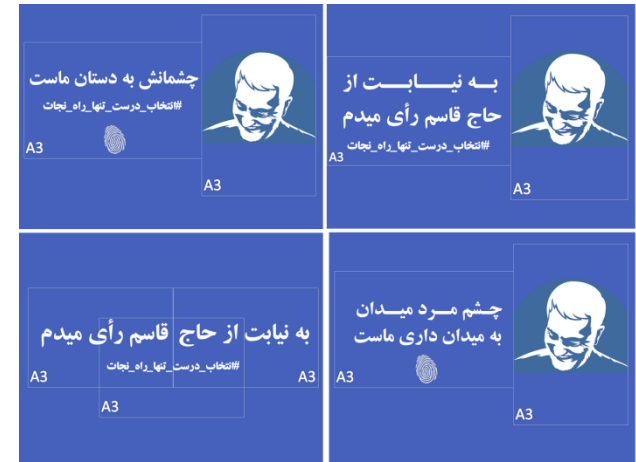 چشمانش به دستان ماست
#انتخاب_درست_تنها_راه_نجات
A3
A3
به نیابت از
حاج قاسم رأی میدم
#انتخاب_درست_تنها_راه_نجات
A3
A3
به نیابت از حاج قاسم رأی میدم
#انتخاب_درست_تنها_راه_نجات
A3
A3
A3
چشم مرد میدان
به میدان داری ماست
A3
A3